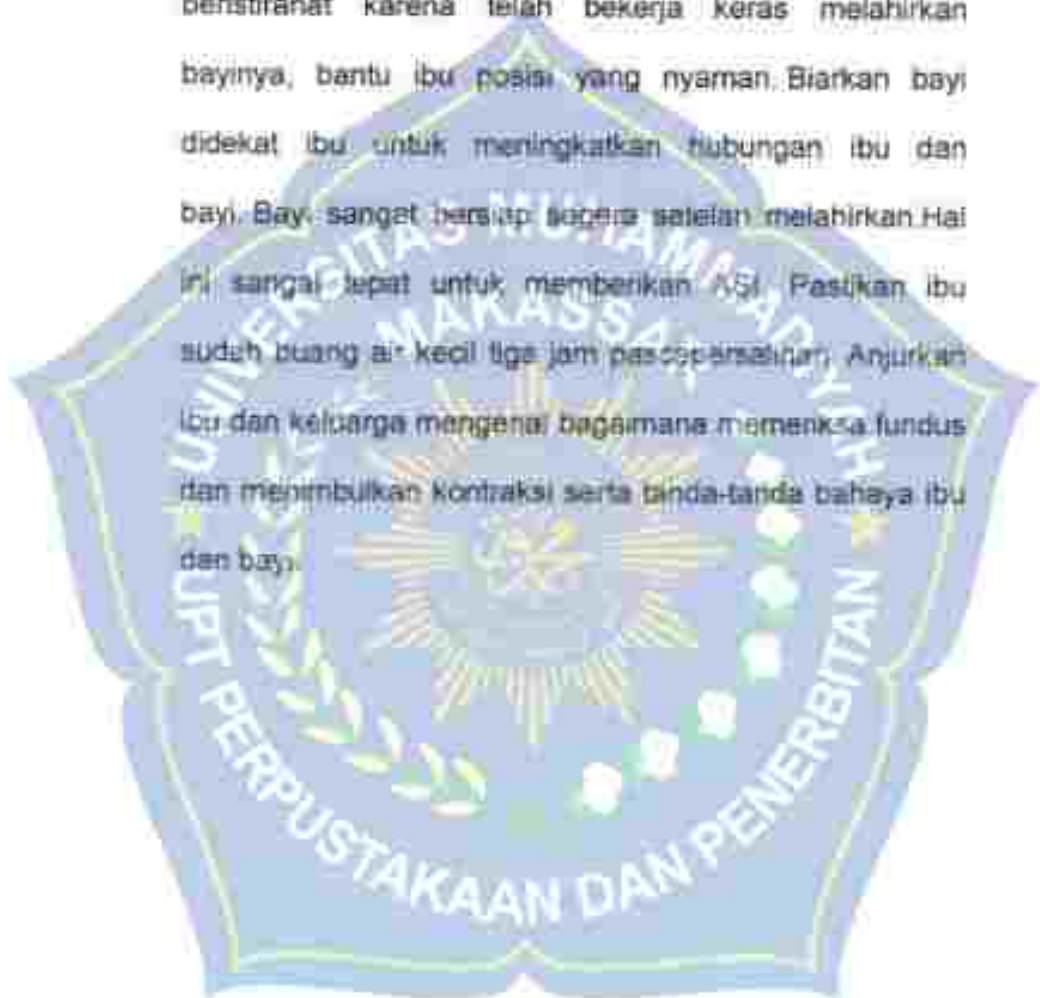 beristirahat karena telah bekerja keras melahirkan
bayinya, bantu ibu posisi yang nyaman. Biarkan bayi
didekat ibu untuk meningkatkan hubungan ibu dan
bayi. Bayi sangat bersiap segera setelah melahirkan.Hal
ini sangat tepat untuk memberikan ASI. Pastikan ibu
sudah buang air kecil tiga jam pascapersalinan. Anjurkan
ibu dan keluarga mengenai bagaimana memeriksa fundus
dan menimbulkan kontraksi serta tanda-tanda bahaya ibu
dan bayi.
UNIVERSITAS MUHAMMADIYAH
MAKASSAR
UPT PERPUSTAKAAN DAN PENERBITAN